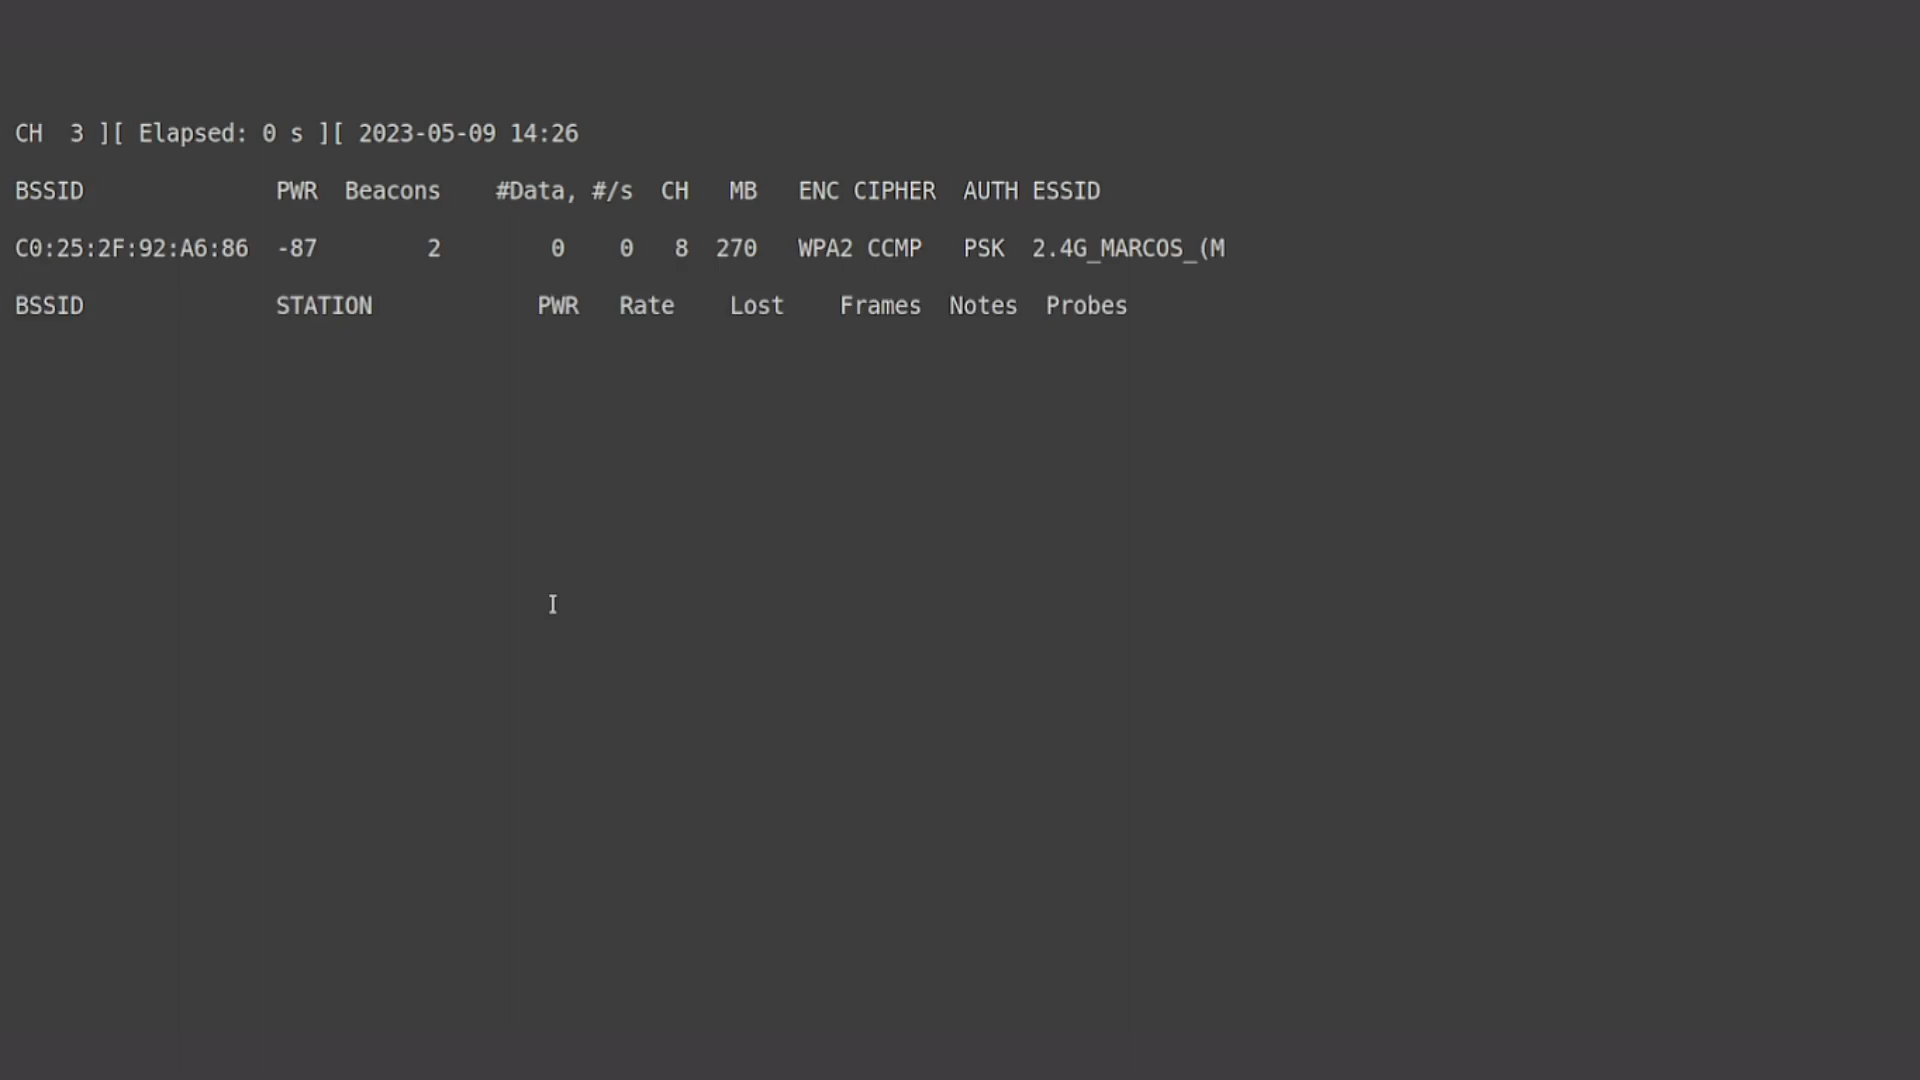 CH  3 ][ Elapsed: 0 s ][ 2023-05-09 14:26
BSSID              PWR  Beacons    #Data, #/s  CH   MB   ENC CIPHER  AUTH ESSID
C0:25:2F:92:A6:86  -87        2        0    0   8  270   WPA2 CCMP   PSK  2.4G_MARCOS_(M
BSSID              STATION            PWR   Rate    Lost    Frames  Notes  Probes